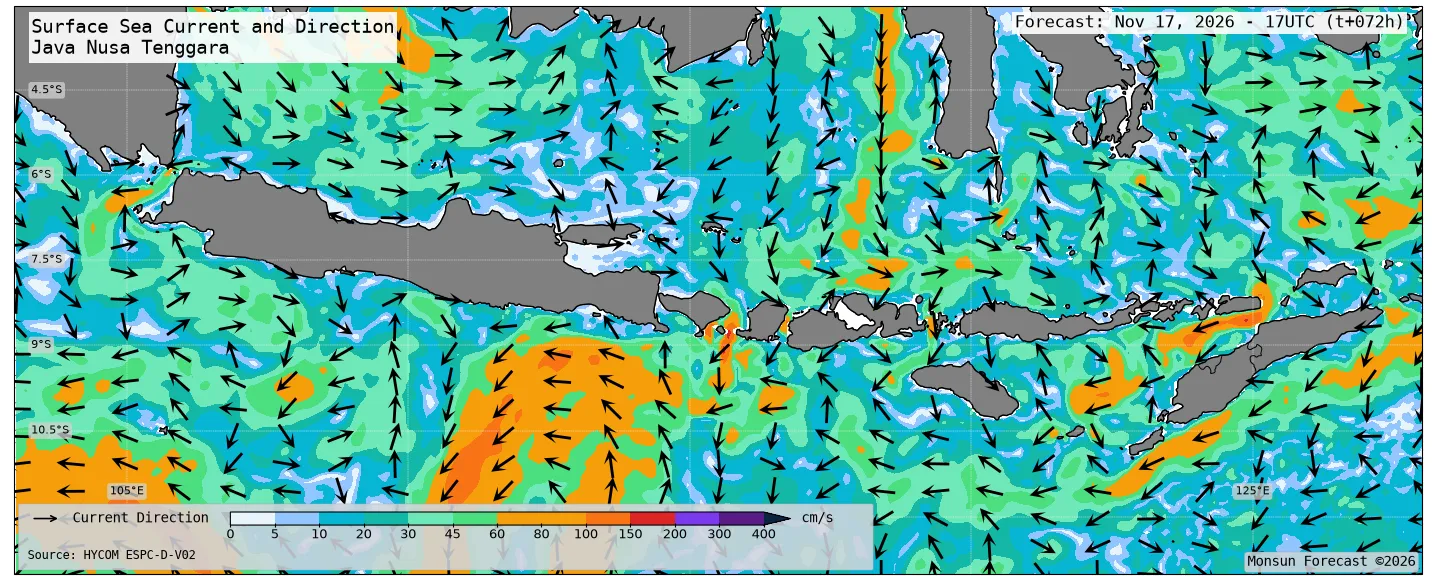 Surface Sea Current and Direction
Java Nusa Tenggara
Forecast: Nov 17, 2026 - 17UTC (t+072h)
4.5°S
6°S
7.5°S
9°S
10.5°S
105°E
125°E
Current Direction
0 5 10 20 30 45 60 80 100 150 200 300 400
cm/s
Source: HYCOM ESPC-D-V02
Monsun Forecast ©2026